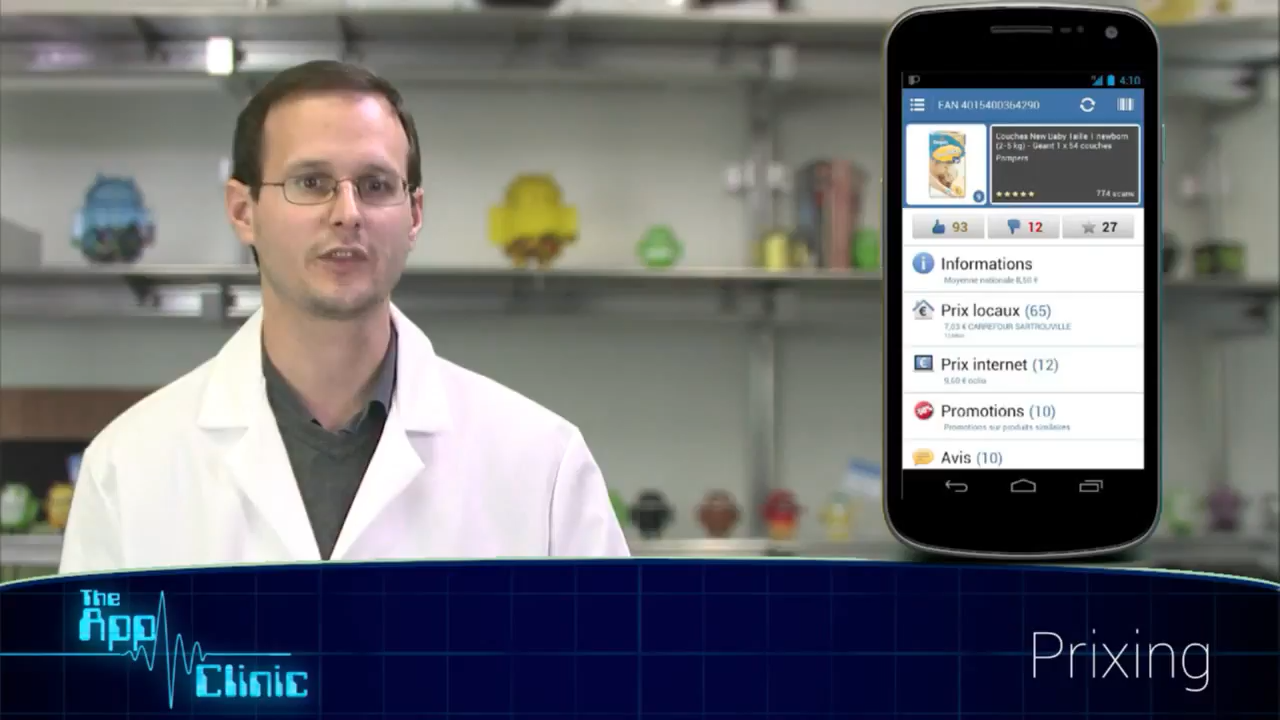 4:10
EAN 4015400364290
Couches New Baby Taille 1 newborn
(2-5 kg) - Géant 1 x 54 couches
Pampers
774 scans
93
12
27
Informations
Moyenne nationale 8,50 €
Prix locaux (65)
7,03 € CARREFOUR SARTROUVILLE
Prix internet (12)
9,60 €
Promotions (10)
Promotions sur produits similaires
Avis (10)
The
App
Clinic
Prixing